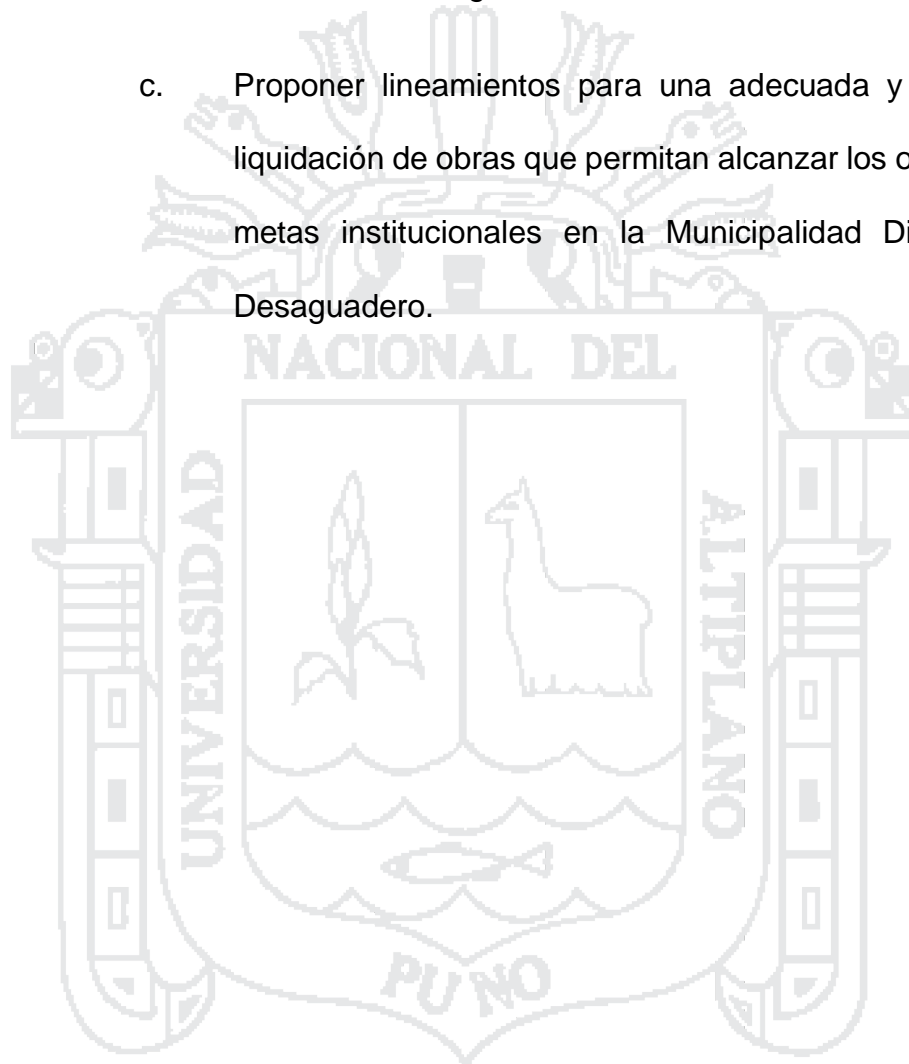 c. Proponer lineamientos para una adecuada y
liquidación de obras que permitan alcanzar los
metas institucionales en la Municipalidad
Desaguadero.
NACIONAL DEL
UNIVERSIDAD
ALTIPLANO
PUNO